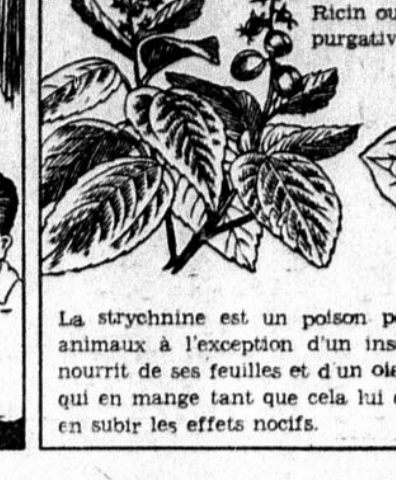 Ricin ou
purgativ
La strychnine est un poison p
animaux à l'exception d'un ins
nourrit de ses feuilles et d'un ois
qui en mange tant que cela lui
en subir les effets nocifs.